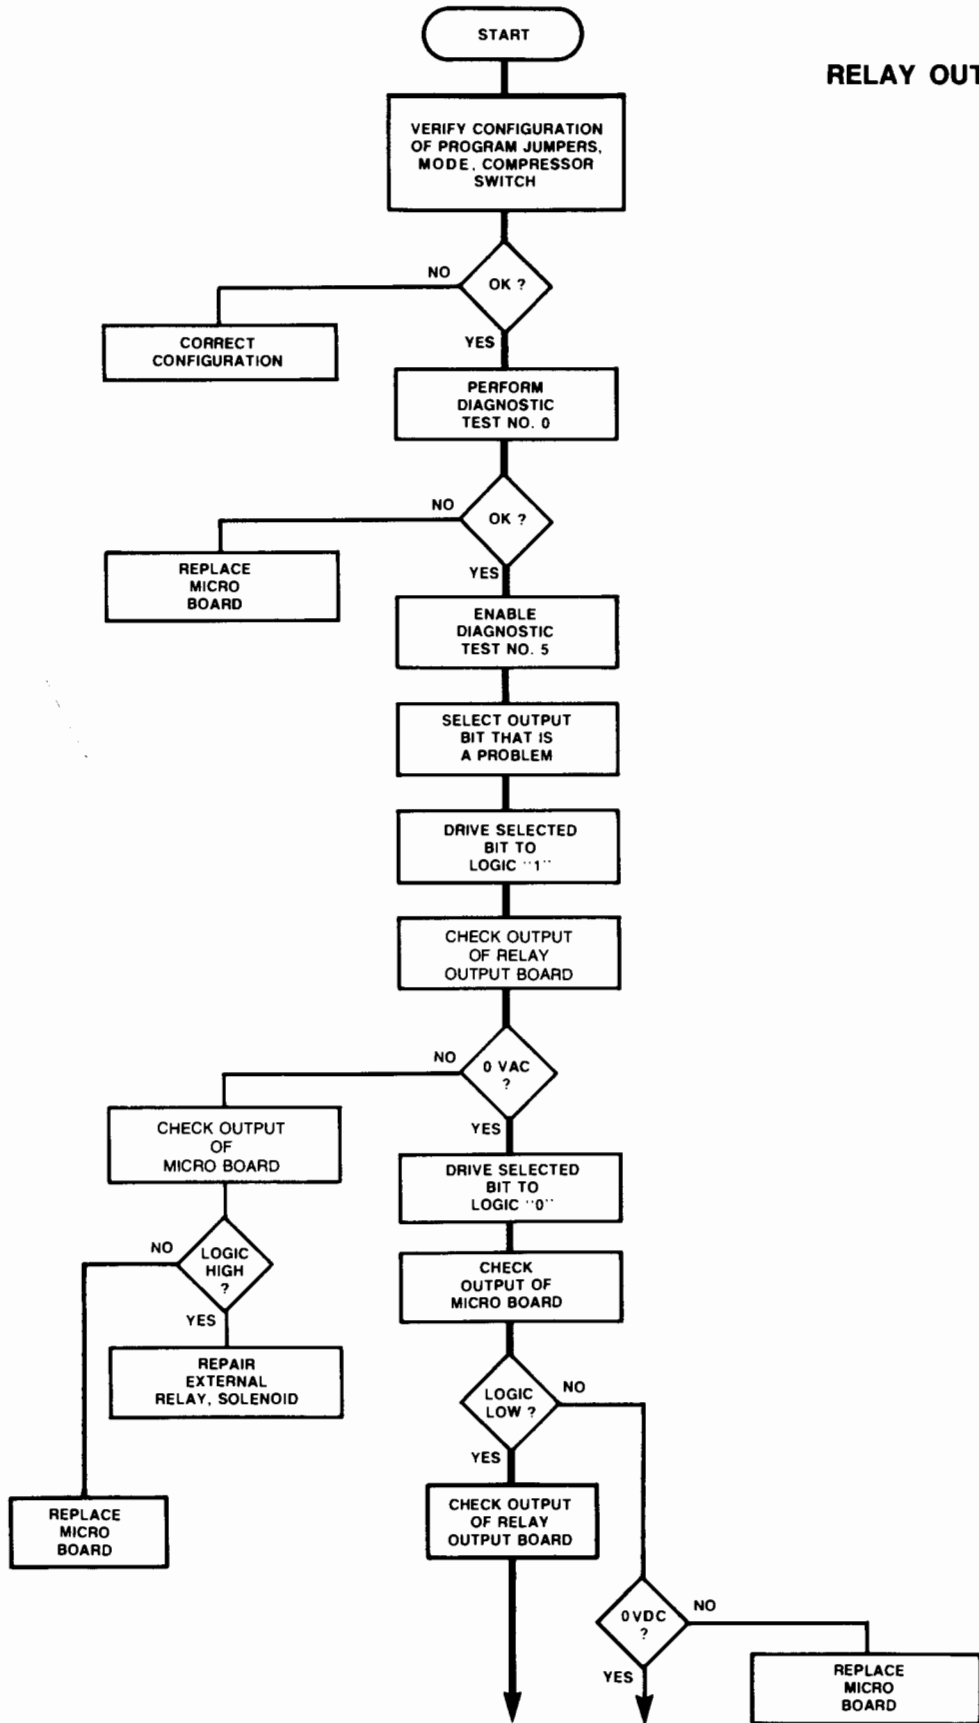 START
RELAY OUT
VERIFY CONFIGURATION
OF PROGRAM JUMPERS,
MODE, COMPRESSOR
SWITCH
NO
OK ?
YES
CORRECT
CONFIGURATION
PERFORM
DIAGNOSTIC
TEST NO. 0
NO
OK ?
YES
REPLACE
MICRO
BOARD
ENABLE
DIAGNOSTIC
TEST NO. 5
SELECT OUTPUT
BIT THAT IS
A PROBLEM
DRIVE SELECTED
BIT TO
LOGIC "1"
CHECK OUTPUT
OF RELAY
OUTPUT BOARD
NO
0 VAC
?
YES
CHECK OUTPUT
OF
MICRO BOARD
DRIVE SELECTED
BIT TO
LOGIC "0"
NO
LOGIC
HIGH
?
YES
CHECK
OUTPUT OF
MICRO BOARD
REPAIR
EXTERNAL
RELAY, SOLENOID
LOGIC
LOW ?
NO
YES
REPLACE
MICRO
BOARD
CHECK OUTPUT
OF RELAY
OUTPUT BOARD
0 VDC
?
NO
YES
REPLACE
MICRO
BOARD